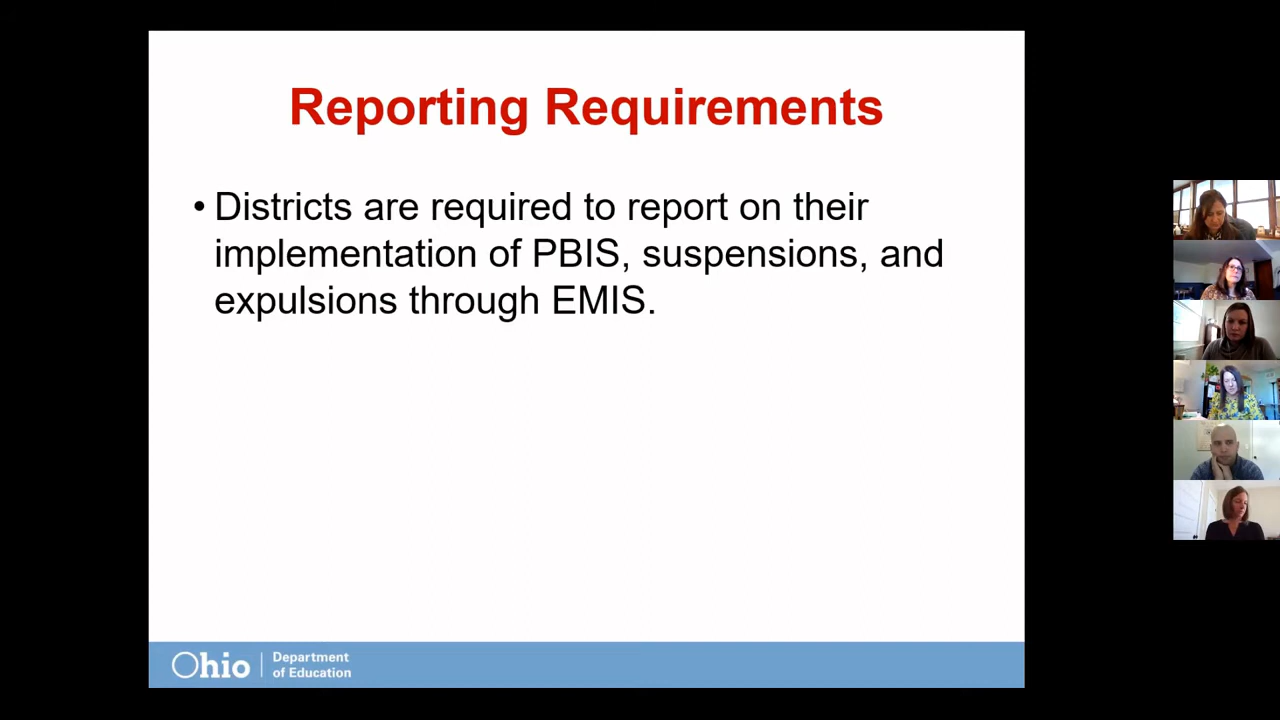 Reporting Requirements
• Districts are required to report on their
implementation of PBIS, suspensions, and
expulsions through EMIS.
Ohio
Department
of Education